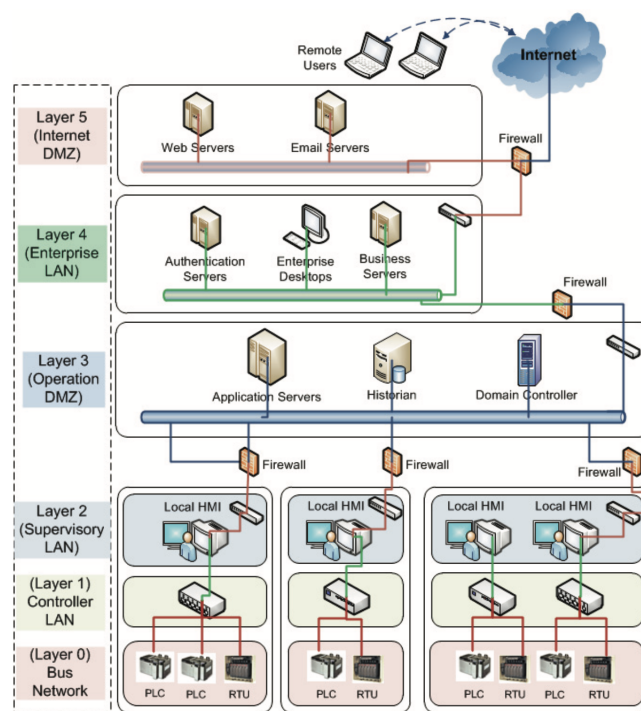 Remote
Users
Internet
Layer 5
(Internet
DMZ)
Web Servers
Email Servers
Firewall
Layer 4
(Enterprise
LAN)
Authentication
Servers
Enterprise
Desktops
Business
Servers
Firewall
Layer 3
(Operation
DMZ)
Application Servers
Historian
Domain Controller
Firewall
Firewall
Firewall
Layer 2
(Supervisory
LAN)
Local HMI
Local HMI
Local HMI
Local HMI
(Layer 1)
Controller
LAN
(Layer 0)
Bus
Network
PLC
PLC
RTU
PLC
RTU
PLC
RTU
PLC
RTU